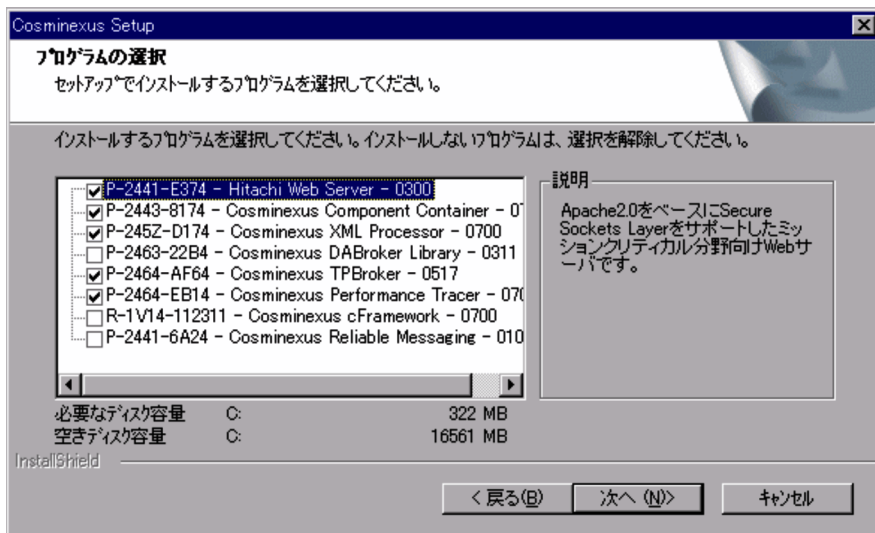 Cosminexus Setup
プログラムの選択
セットアップでインストールするプログラムを選択してください。
インストールするプログラムを選択してください。インストールしないプログラムは、選択を解除してください。
P-2441-E374 - Hitachi Web Server - 0300
P-2443-8174 - Cosminexus Component Container - 0
P-245Z-D174 - Cosminexus XML Processor - 0700
P-2463-22B4 - Cosminexus DABroker Library - 0311
P-2464-AF64 - Cosminexus TPBroker - 0517
P-2464-EB14 - Cosminexus Performance Tracer - 070
R-1V14-112311 - Cosminexus cFramework - 0700
P-2441-6A24 - Cosminexus Reliable Messaging - 010
説明
Apache2.0をベースにSecure
Sockets Layerをサポートしたミッ
ションクリティカル分野向けWebサ
ーバです。
必要なディスク容量 C: 322 MB
空きディスク容量 C: 16561 MB
InstallShield
< 戻る(B)
次へ (N)>
キャンセル